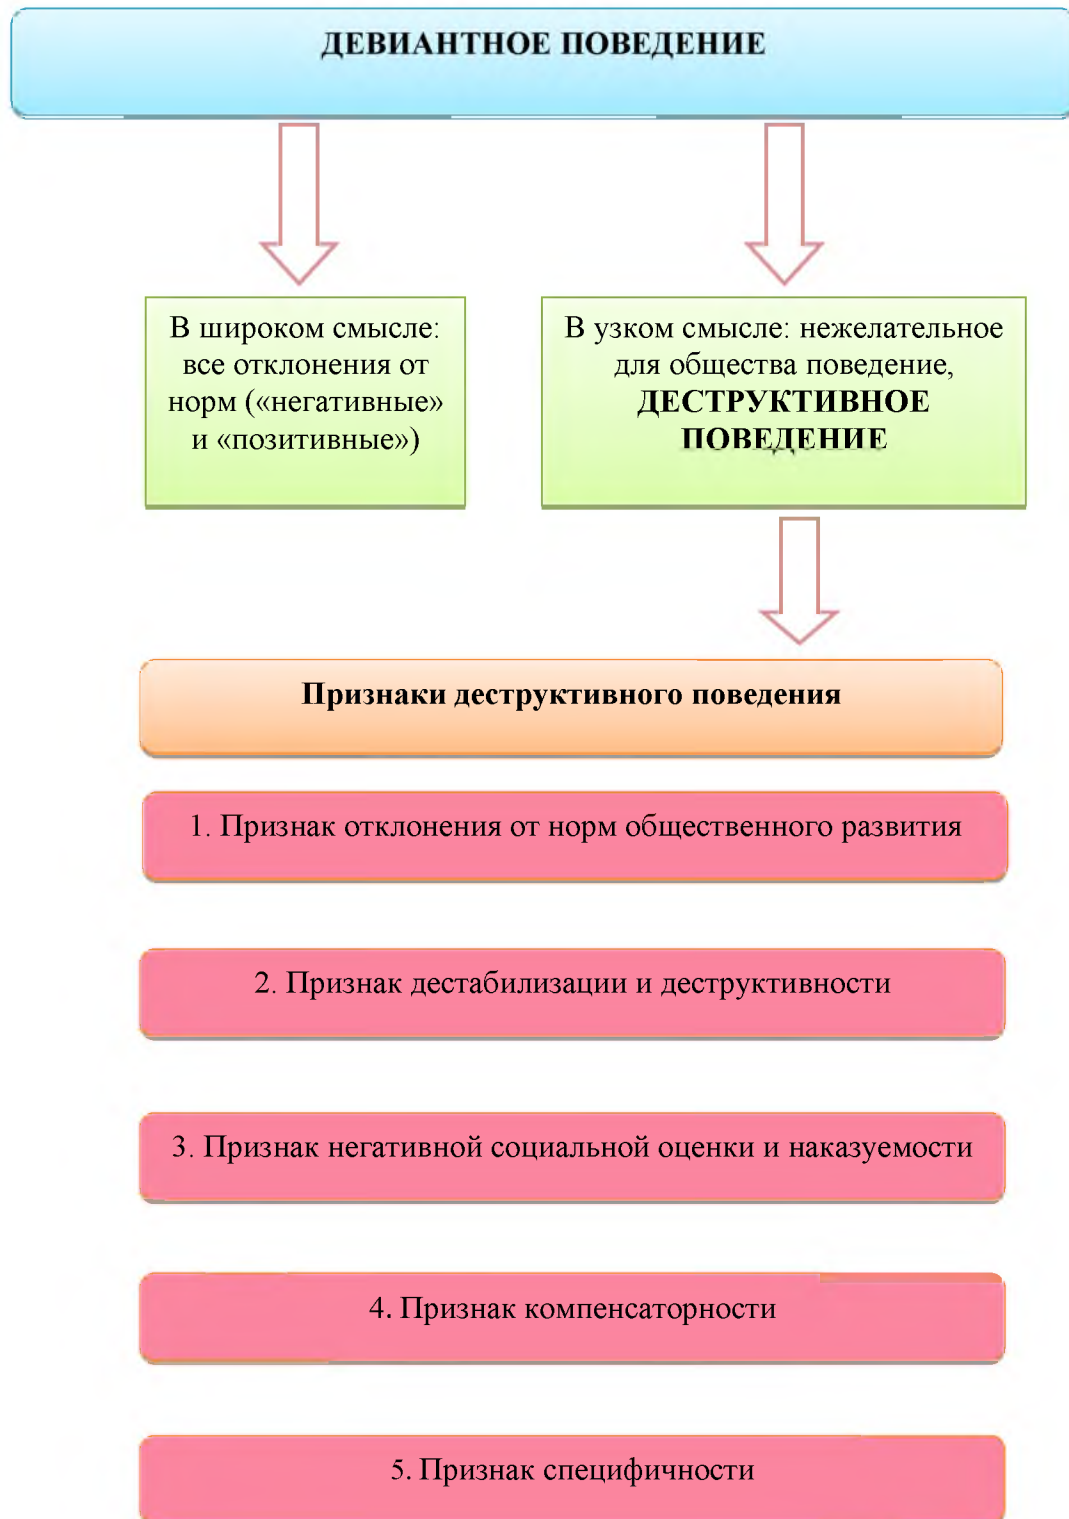 ДЕВИАНТНОЕ ПОВЕДЕНИЕ
В широком смысле:
все отклонения от
норм («негативные»
и «позитивные»)
В узком смысле: нежелательное
для общества поведение,
ДЕСТРУКТИВНОЕ
ПОВЕДЕНИЕ
Признаки деструктивного поведения
1. Признак отклонения от норм общественного развития
2. Признак дестабилизации и деструктивности
3. Признак негативной социальной оценки и наказуемости
4. Признак компенсаторности
5. Признак специфичности